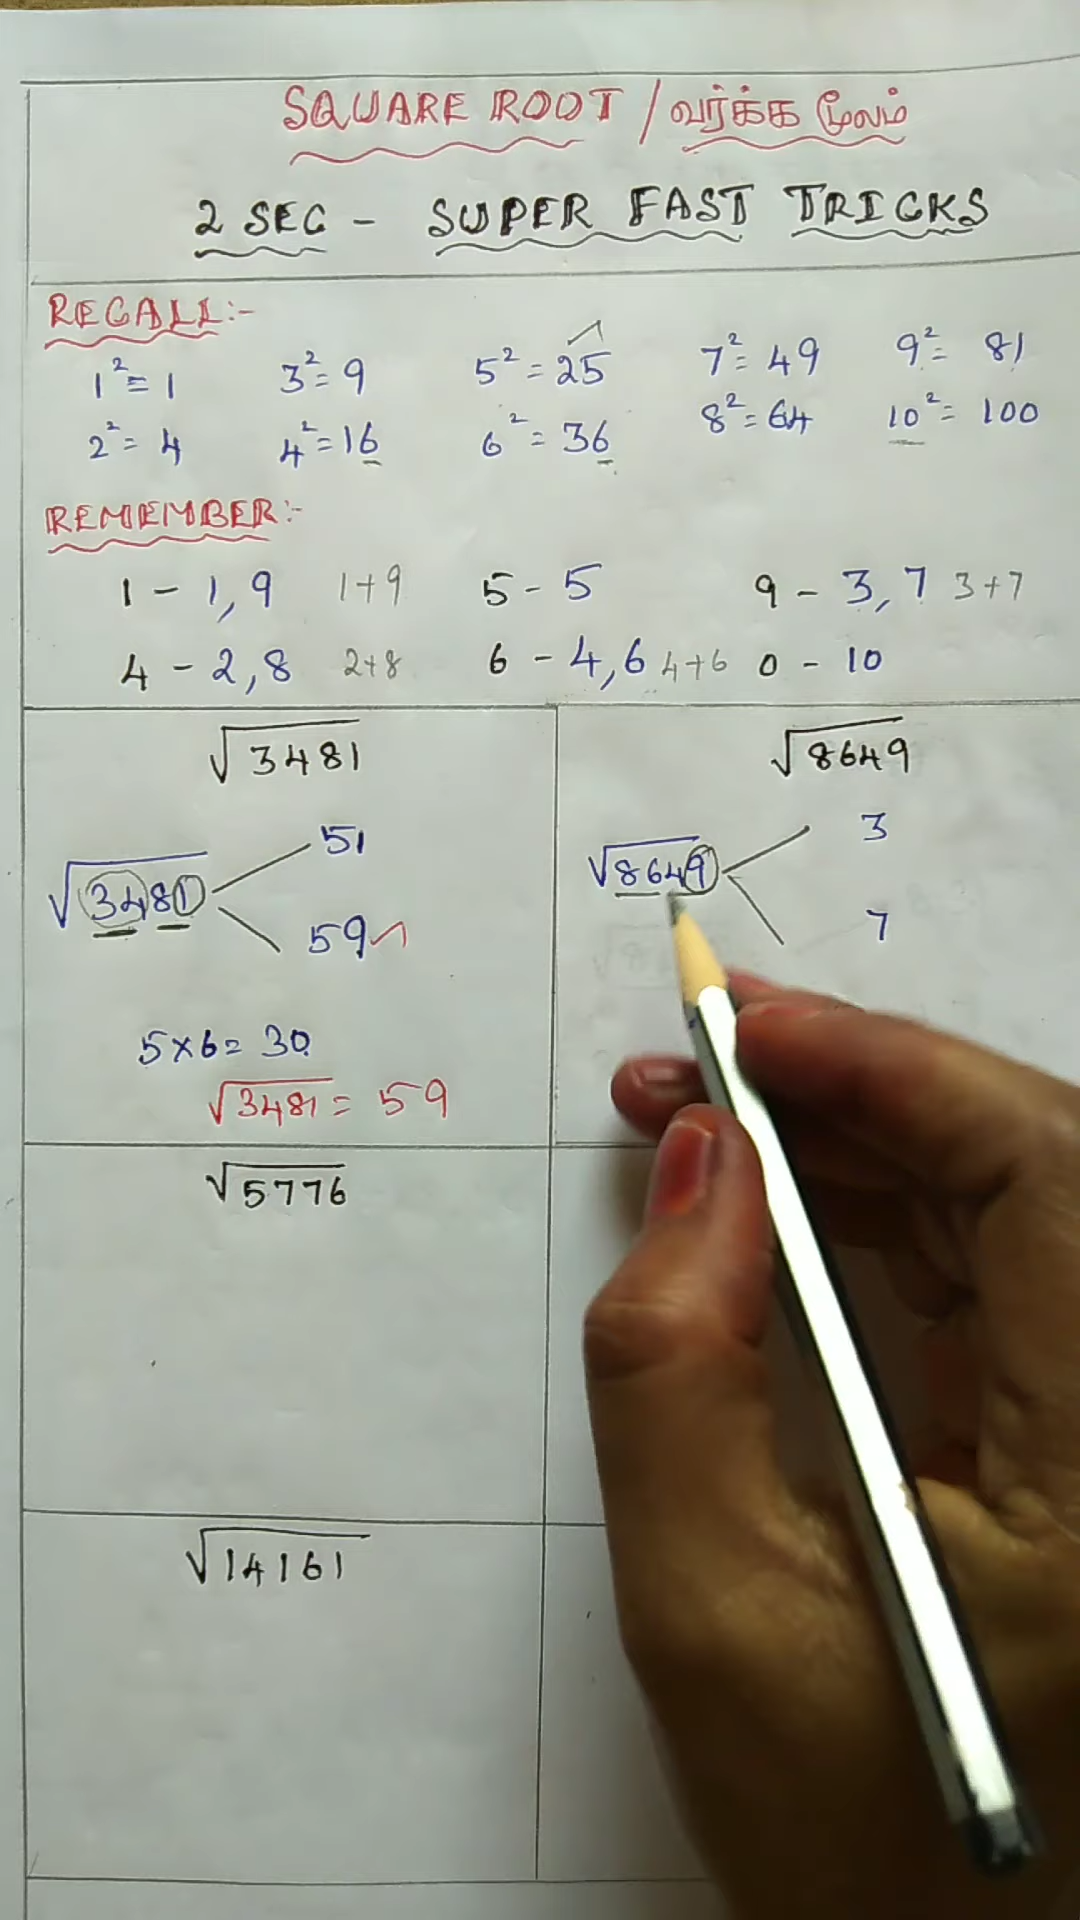 SQUARE ROOT / வர்க்க மூலம்
2 SEC - SUPER FAST TRICKS
RECALL:-
1² = 1 3² = 9 5² = 25 7² = 49 9² = 81
2² = 4 4² = 16 6² = 36 8² = 64 10² = 100
REMEMBER:-
1 - 1, 9 1+9 5 - 5 9 - 3, 7 3+7
4 - 2, 8 2+8 6 - 4, 6 4+6 0 - 10
√3481
√3481
51
59
5×6= 30
√3481 = 59
√8649
√8649
3
7
√5776
√14161